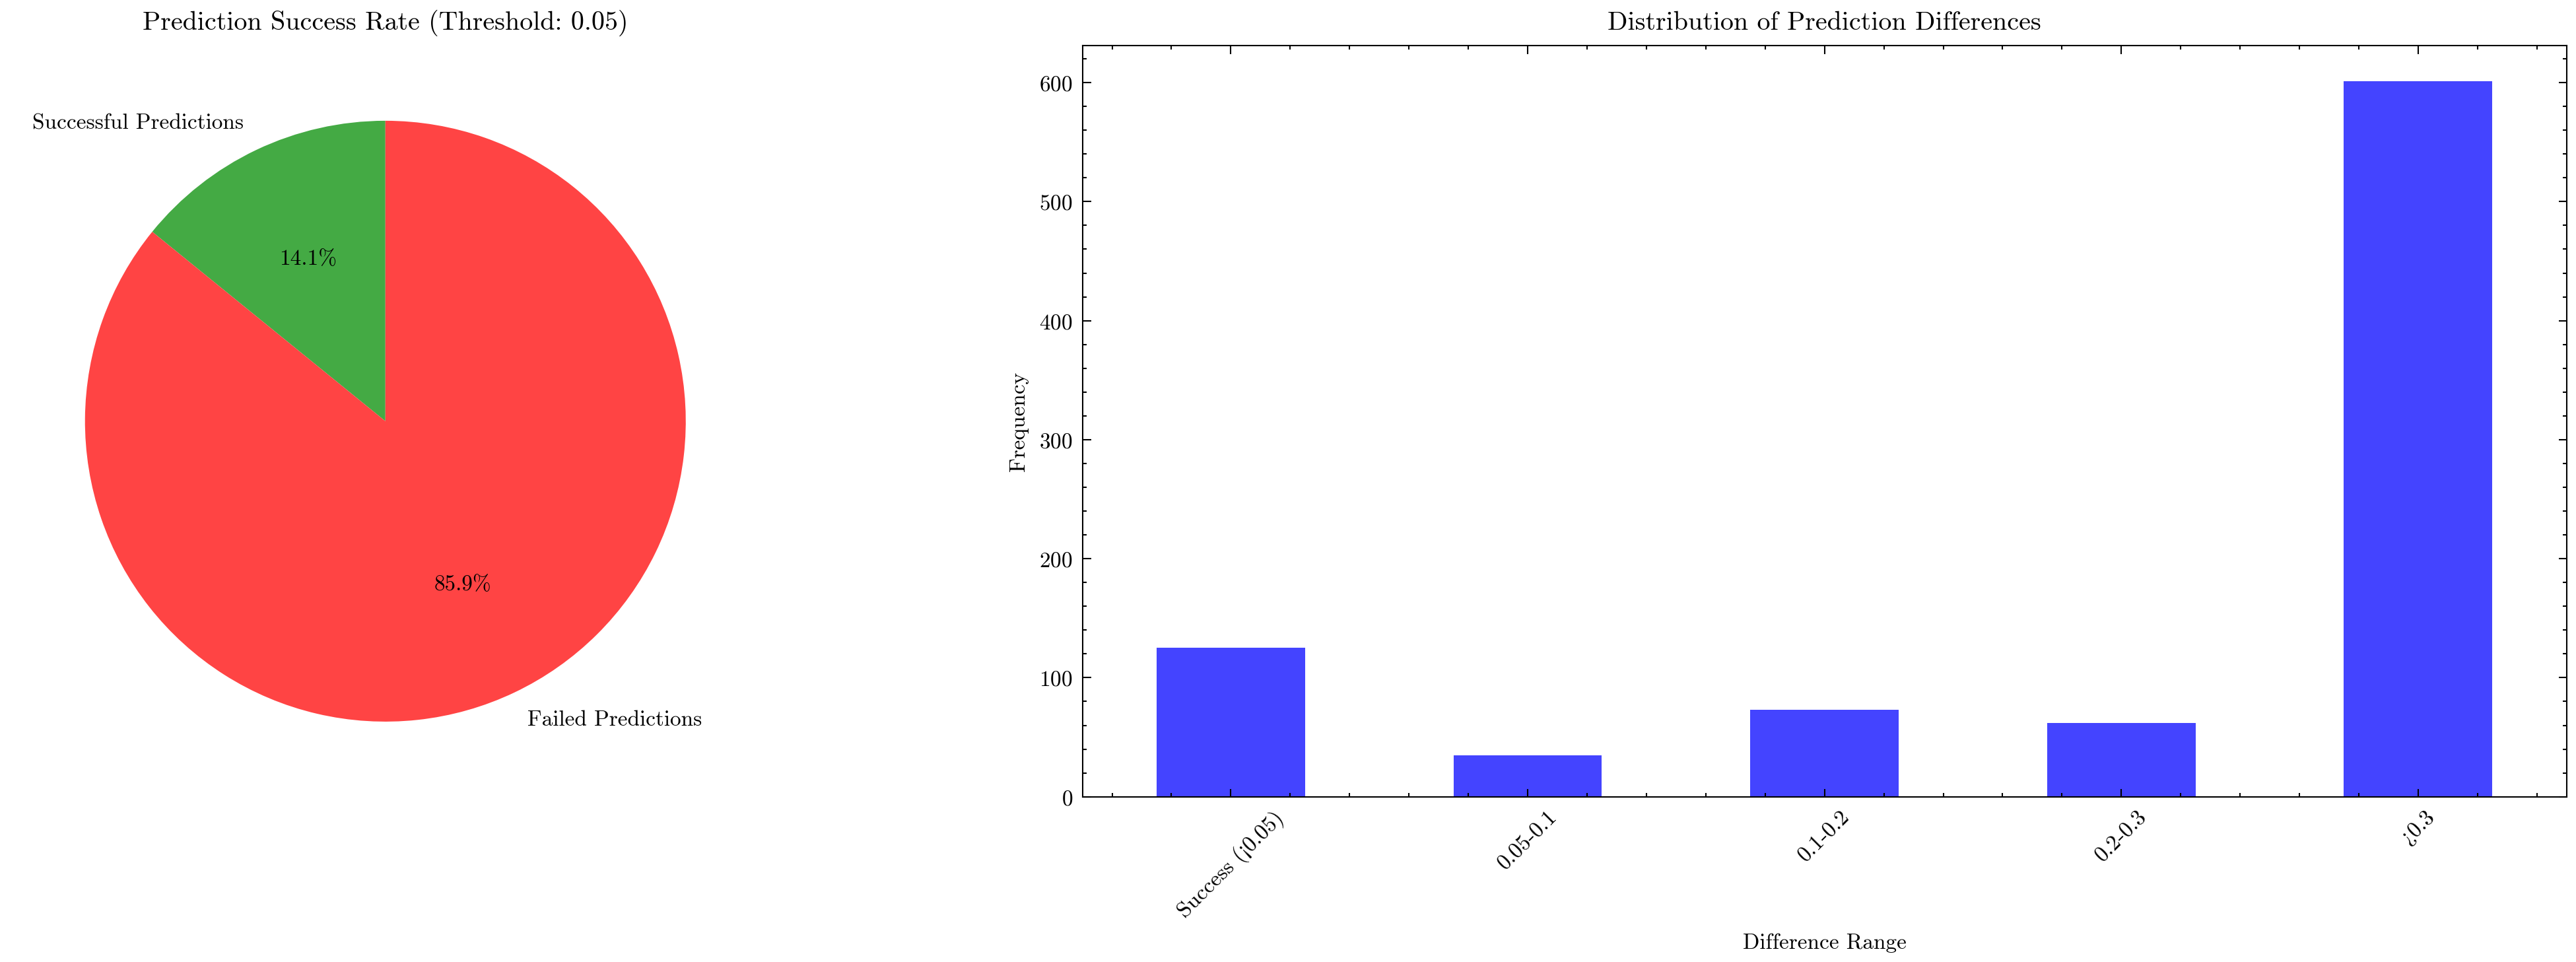 Prediction Success Rate (Threshold: 0.05)
Successful Predictions
14.1%
85.9%
Failed Predictions
Distribution of Prediction Differences
Frequency
600
500
400
300
200
100
0
Success (¡0.05)
0.05-0.1
0.1-0.2
0.2-0.3
¿0.3
Difference Range